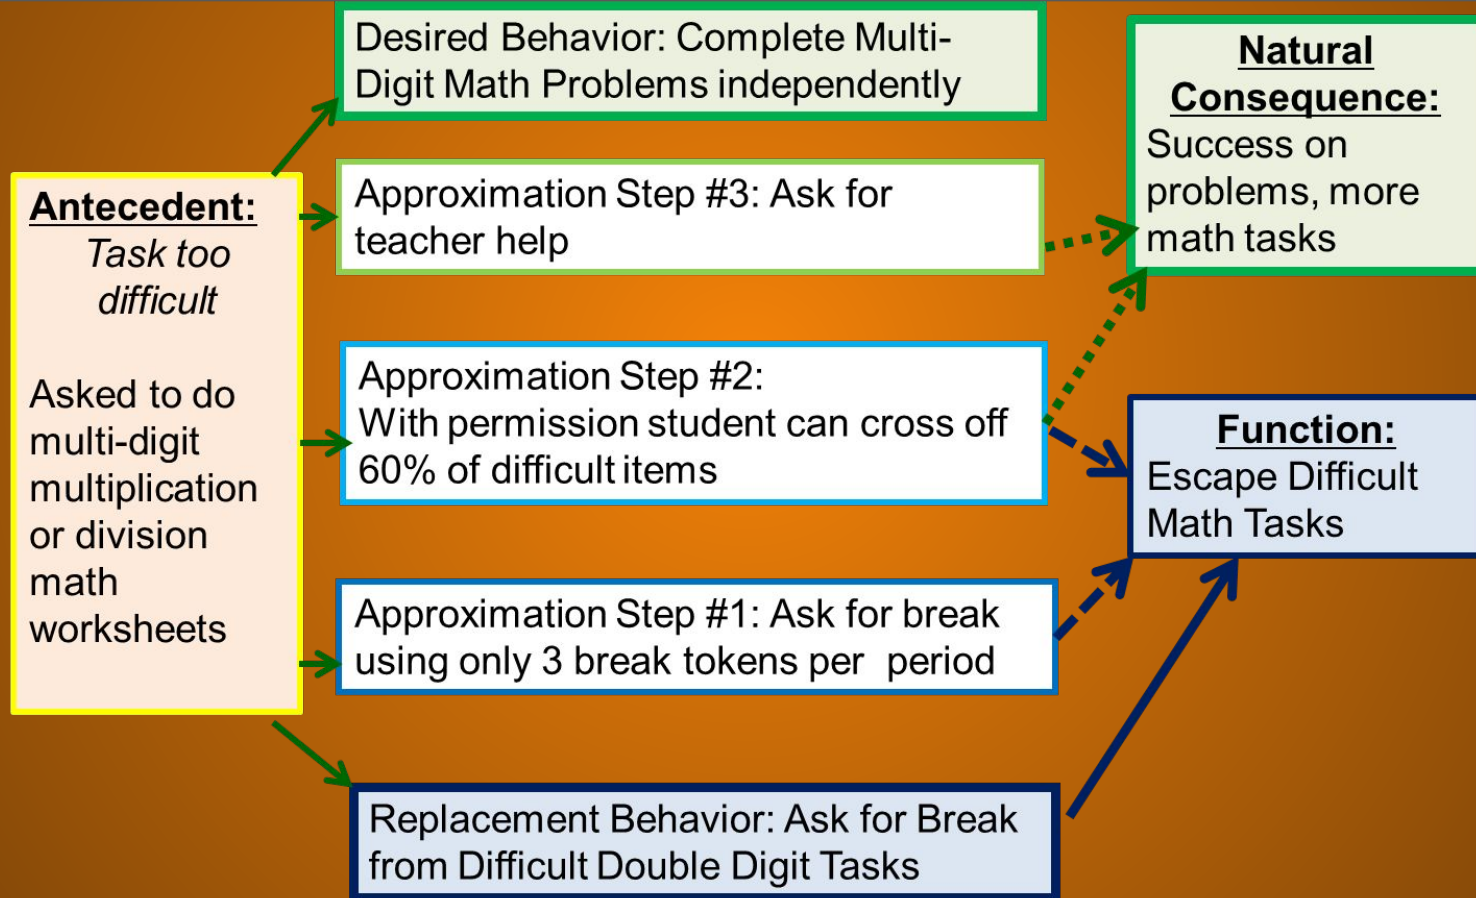 Desired Behavior: Complete Multi-
Digit Math Problems independently
Natural
Consequence:
Success on
problems, more
math tasks
Antecedent:
Task too
difficult
Asked to do
multi-digit
multiplication
or division
math
worksheets
Approximation Step #3: Ask for
teacher help
Approximation Step #2:
With permission student can cross off
60% of difficult items
Function:
Escape Difficult
Math Tasks
Approximation Step #1: Ask for break
using only 3 break tokens per  period
Replacement Behavior: Ask for Break
from Difficult Double Digit Tasks